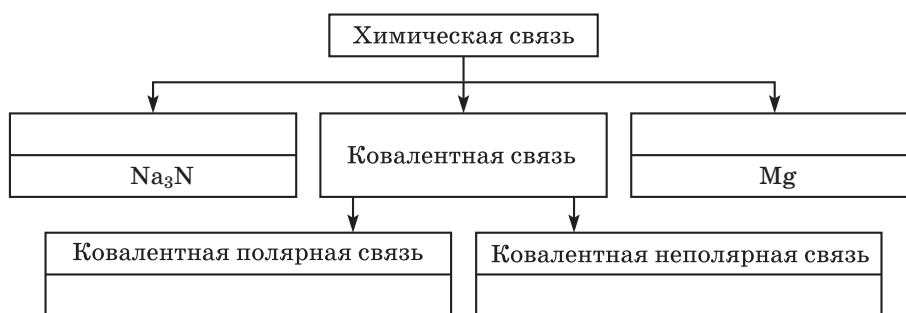 Химическая связь
Ковалентная связь
Na₃N
Mg
Ковалентная полярная связь
Ковалентная неполярная связь